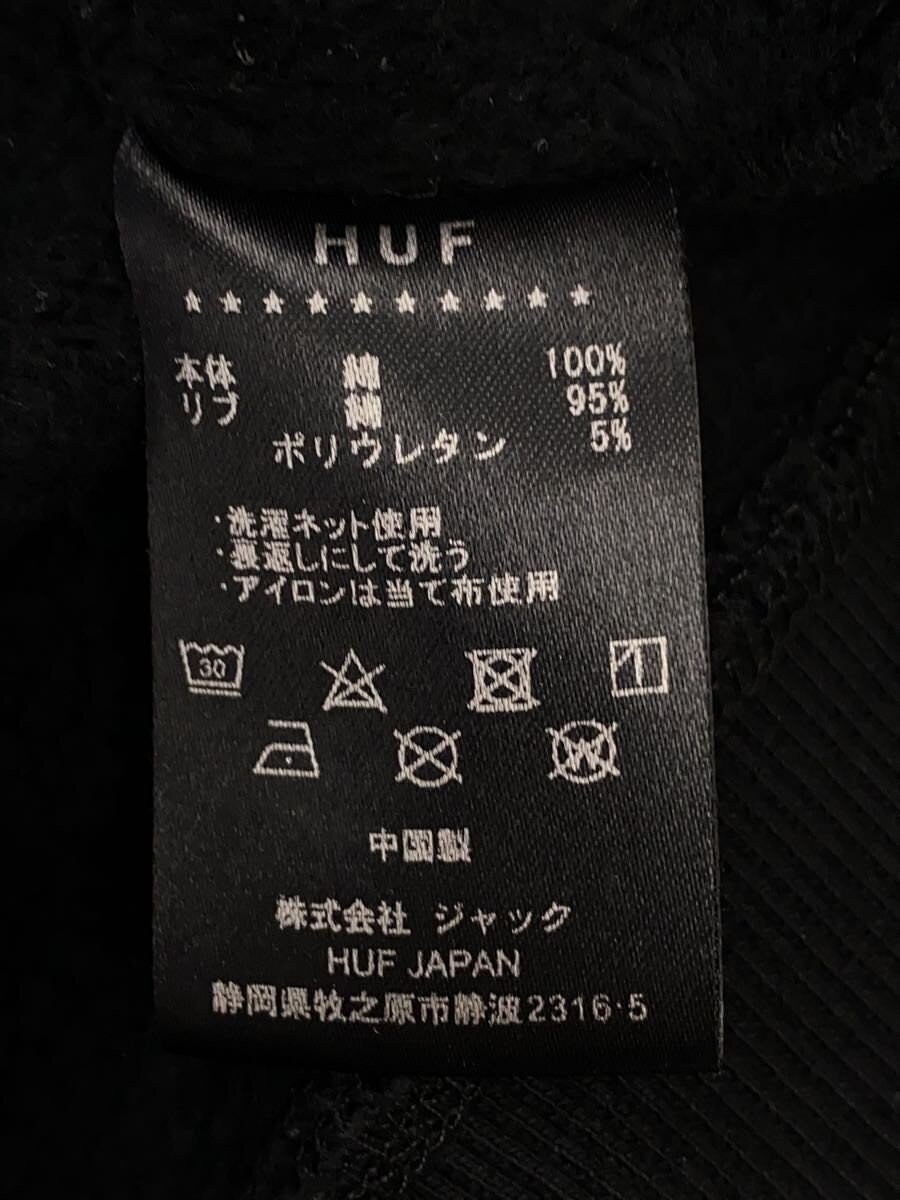 HUF
本体 綿 100%
リブ 綿 95%
ポリウレタン 5%
・洗濯ネット使用
・裏返しにして洗う
・アイロンは当て布使用
30
W
中国製
株式会社 ジャック
HUF JAPAN
静岡県牧之原市静波2316-5